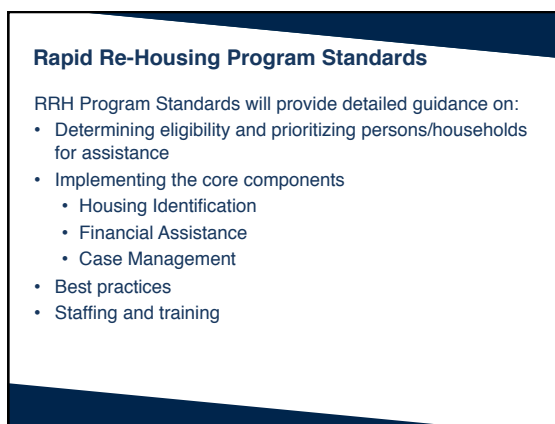 Rapid Re-Housing Program Standards
RRH Program Standards will provide detailed guidance on:
• Determining eligibility and prioritizing persons/households
for assistance
• Implementing the core components
• Housing Identification
• Financial Assistance
• Case Management
• Best practices
• Staffing and training